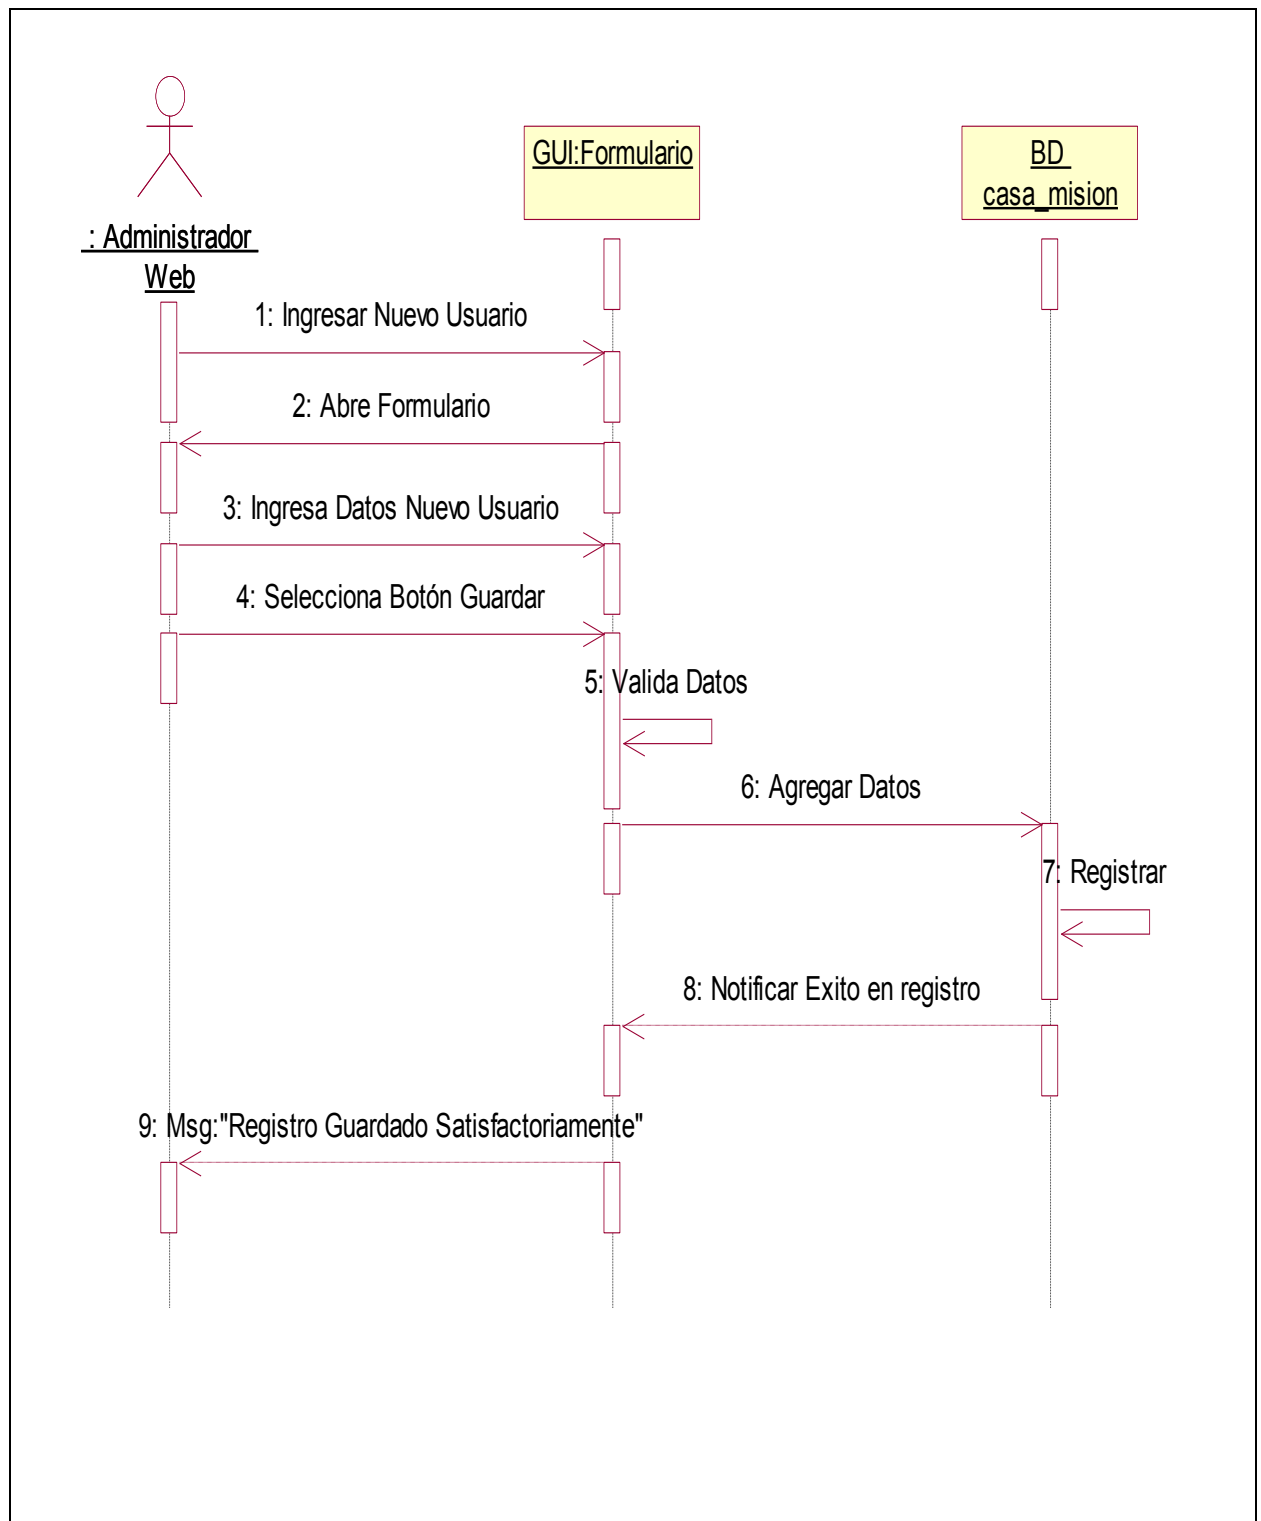 : Administrador
Web
GUI:Formulario
BD
casa_mision
1: Ingresar Nuevo Usuario
2: Abre Formulario
3: Ingresa Datos Nuevo Usuario
4: Selecciona Botón Guardar
5: Valida Datos
6: Agregar Datos
7: Registrar
8: Notificar Exito en registro
9: Msg:"Registro Guardado Satisfactoriamente"